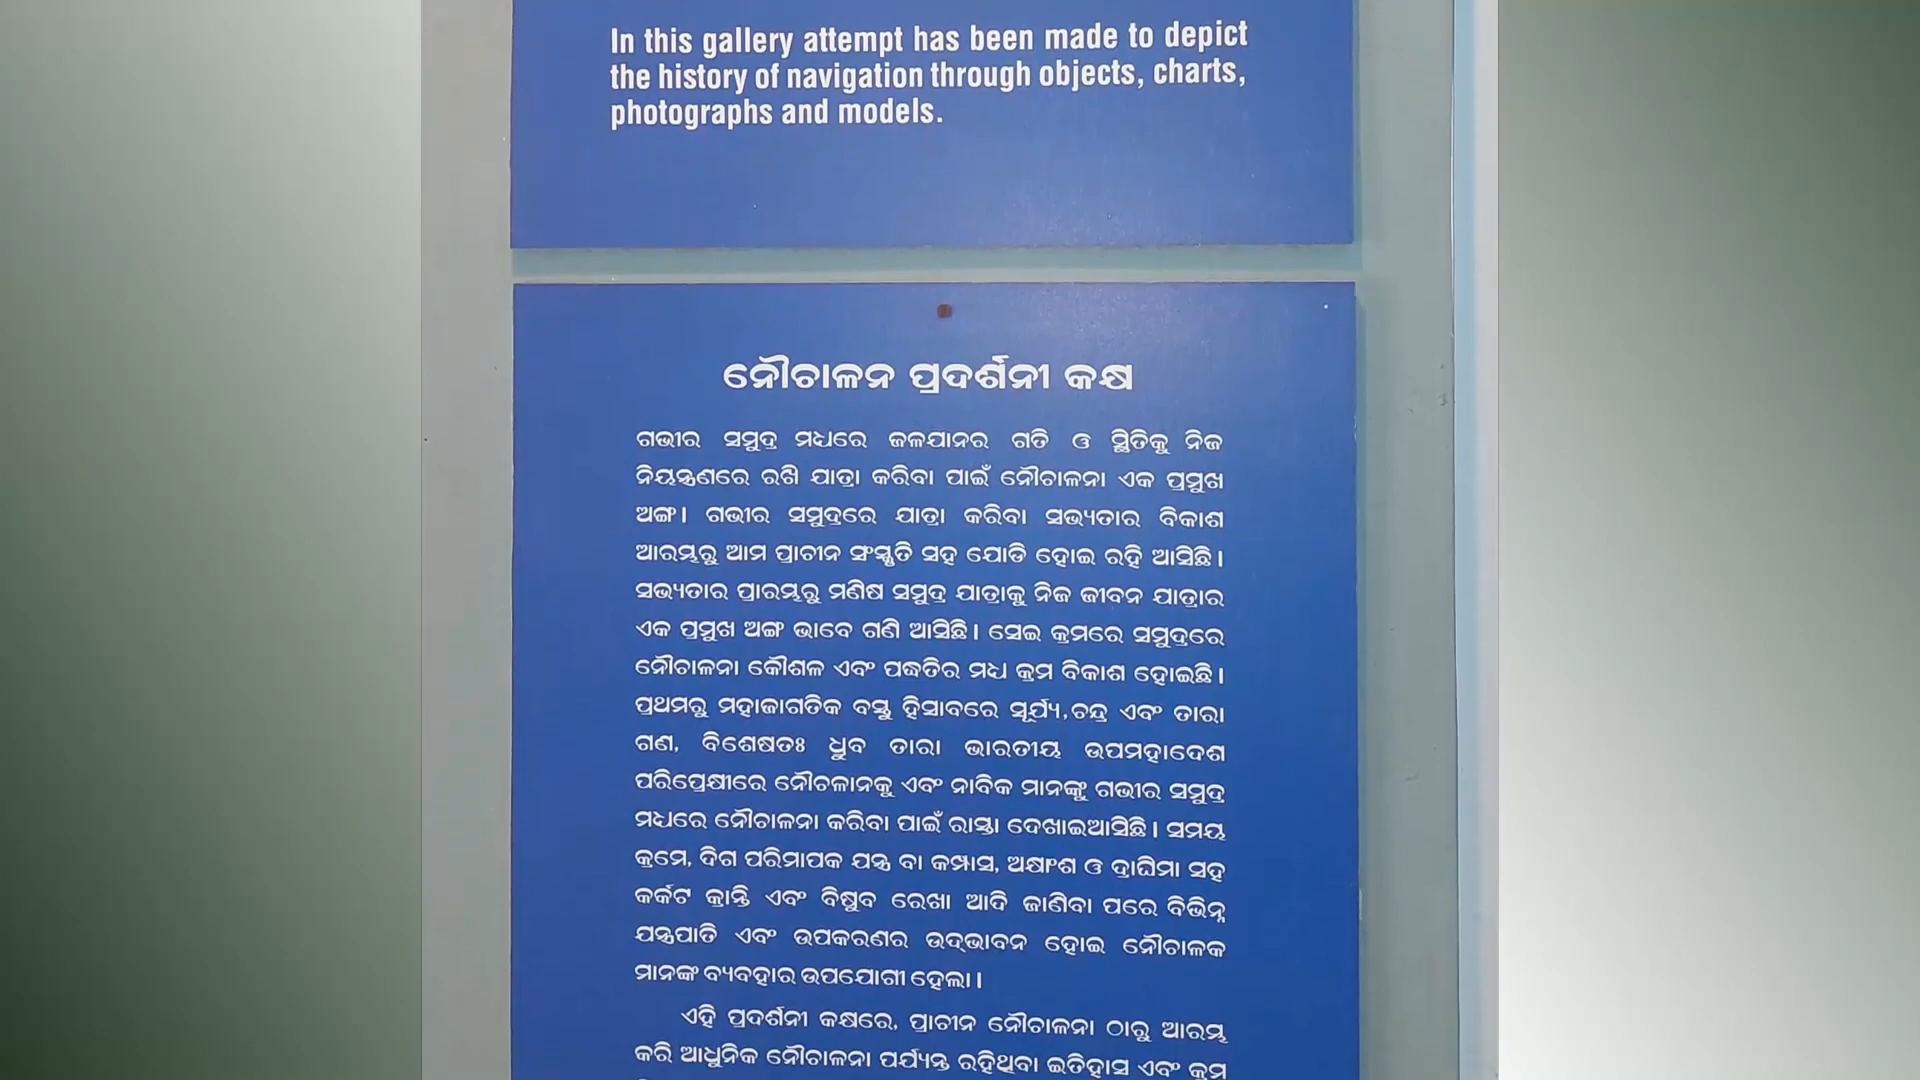 In this gallery attempt has been made to depict
the history of navigation through objects, charts,
photographs and models.
ନୌଚାଳନ ପ୍ରଦର୍ଶନୀ କକ୍ଷ
ଗଭୀର ସମୁଦ୍ର ମଧ୍ୟରେ ଜଳଯାନର ଗତି ଓ ସ୍ଥିତିକୁ ନିଜ
ନିୟନ୍ତ୍ରଣରେ ରଖି ଯାତ୍ରା କରିବା ପାଇଁ ନୌଚାଳନା ଏକ ପ୍ରମୁଖ
ଅଙ୍ଗ। ଗଭୀର ସମୁଦ୍ରରେ ଯାତ୍ରା କରିବା ସଭ୍ୟତାର ବିକାଶ
ଆରମ୍ଭରୁ ଆମ ପ୍ରାଚୀନ ସଂସ୍କୃତି ସହ ଯୋଡି ହୋଇ ରହି ଆସିଛି।
ସଭ୍ୟତାର ପ୍ରାରମ୍ଭରୁ ମଣିଷ ସମୁଦ୍ର ଯାତ୍ରାକୁ ନିଜ ଜୀବନ ଯାତ୍ରାର
ଏକ ପ୍ରମୁଖ ଅଙ୍ଗ ଭାବେ ଗଣି ଆସିଛି। ସେଇ କ୍ରମରେ ସମୁଦ୍ରରେ
ନୌଚାଳନା କୌଶଳ ଏବଂ ପଦ୍ଧତିର ମଧ୍ୟ କ୍ରମ ବିକାଶ ହୋଇଛି।
ପ୍ରଥମରୁ ମହାଜାଗତିକ ବସ୍ତୁ ହିସାବରେ ସୂର୍ଯ୍ୟ, ଚନ୍ଦ୍ର ଏବଂ ତାରା
ଗଣ, ବିଶେଷତଃ ଧ୍ରୁବ ତାରା ଭାରତୀୟ ଉପମହାଦେଶ
ପରିପ୍ରେକ୍ଷୀରେ ନୌଚଳାନକୁ ଏବଂ ନାବିକ ମାନଙ୍କୁ ଗଭୀର ସମୁଦ୍ର
ମଧ୍ୟରେ ନୌଚାଳନା କରିବା ପାଇଁ ରାସ୍ତା ଦେଖାଇଆସିଛି। ସମୟ
କ୍ରମେ, ଦିଗ ପରିମାପକ ଯନ୍ତ୍ର ବା କମ୍ପାସ, ଅକ୍ଷାଂଶ ଓ ଦ୍ରାଘିମା ସହ
କର୍କଟ କ୍ରାନ୍ତି ଏବଂ ବିଷୁବ ରେଖା ଆଦି ଜାଣିବା ପରେ ବିଭିନ୍ନ
ଯନ୍ତ୍ରପାତି ଏବଂ ଉପକରଣର ଉଦ୍‌ଭାବନ ହୋଇ ନୌଚାଳକ
ମାନଙ୍କ ବ୍ୟବହାର ଉପଯୋଗୀ ହେଲା।
ଏହି ପ୍ରଦର୍ଶନୀ କକ୍ଷରେ, ପ୍ରାଚୀନ ନୌଚାଳନା ଠାରୁ ଆରମ୍ଭ
କରି ଆଧୁନିକ ନୌଚାଳନା ପର୍ଯ୍ୟନ୍ତ ରହିଥିବା ଇତିହାସ ଏବଂ କ୍ରମ